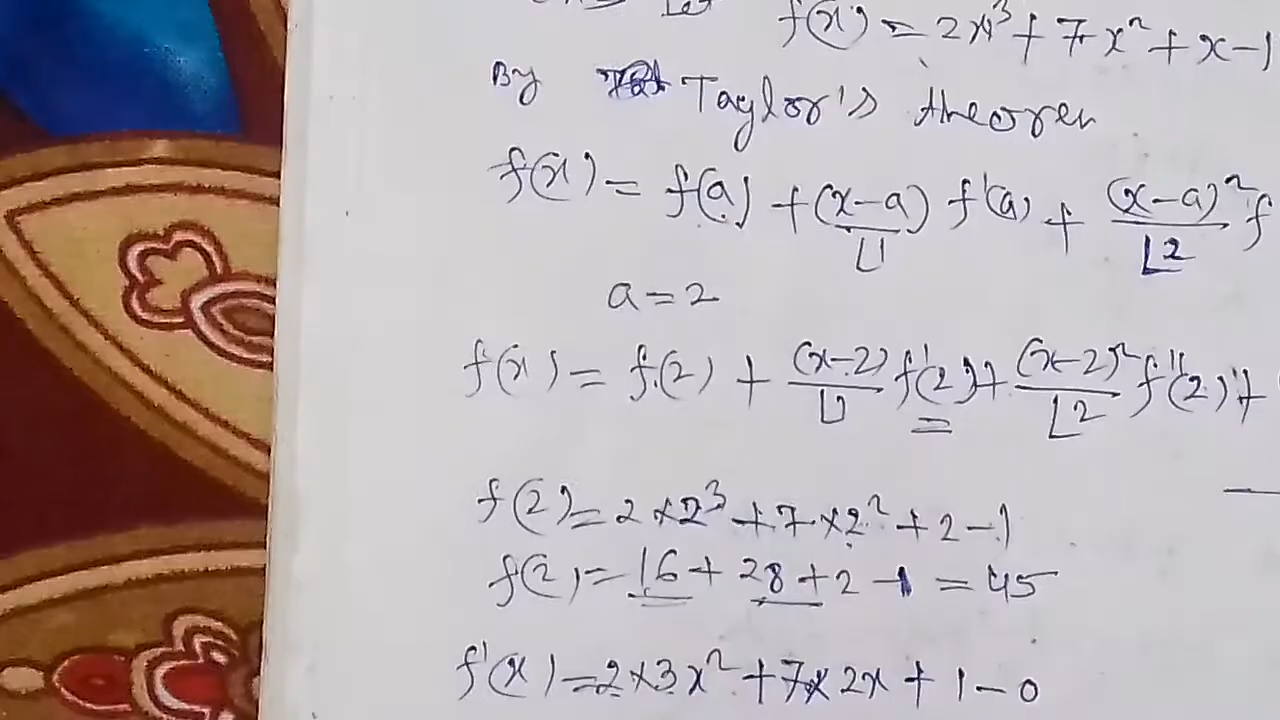 Let f(x) = 2x³ + 7x² + x - 1
By Taylor's theorem
f(x) = f(a) + (x-a)/⌊1 f'(a) + (x-a)²/⌊2 f
a = 2
f(x) = f(2) + (x-2)/⌊1 f'(2) + (x-2)²/⌊2 f''(2) +
f(2) = 2×2³ + 7×2² + 2 - 1
f(2) = 16 + 28 + 2 - 1 = 45
f'(x) = 2×3x² + 7×2x + 1 - 0